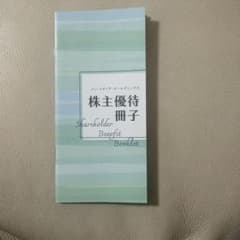 株主優待
冊子
Shareholder
Benefit
Booklet